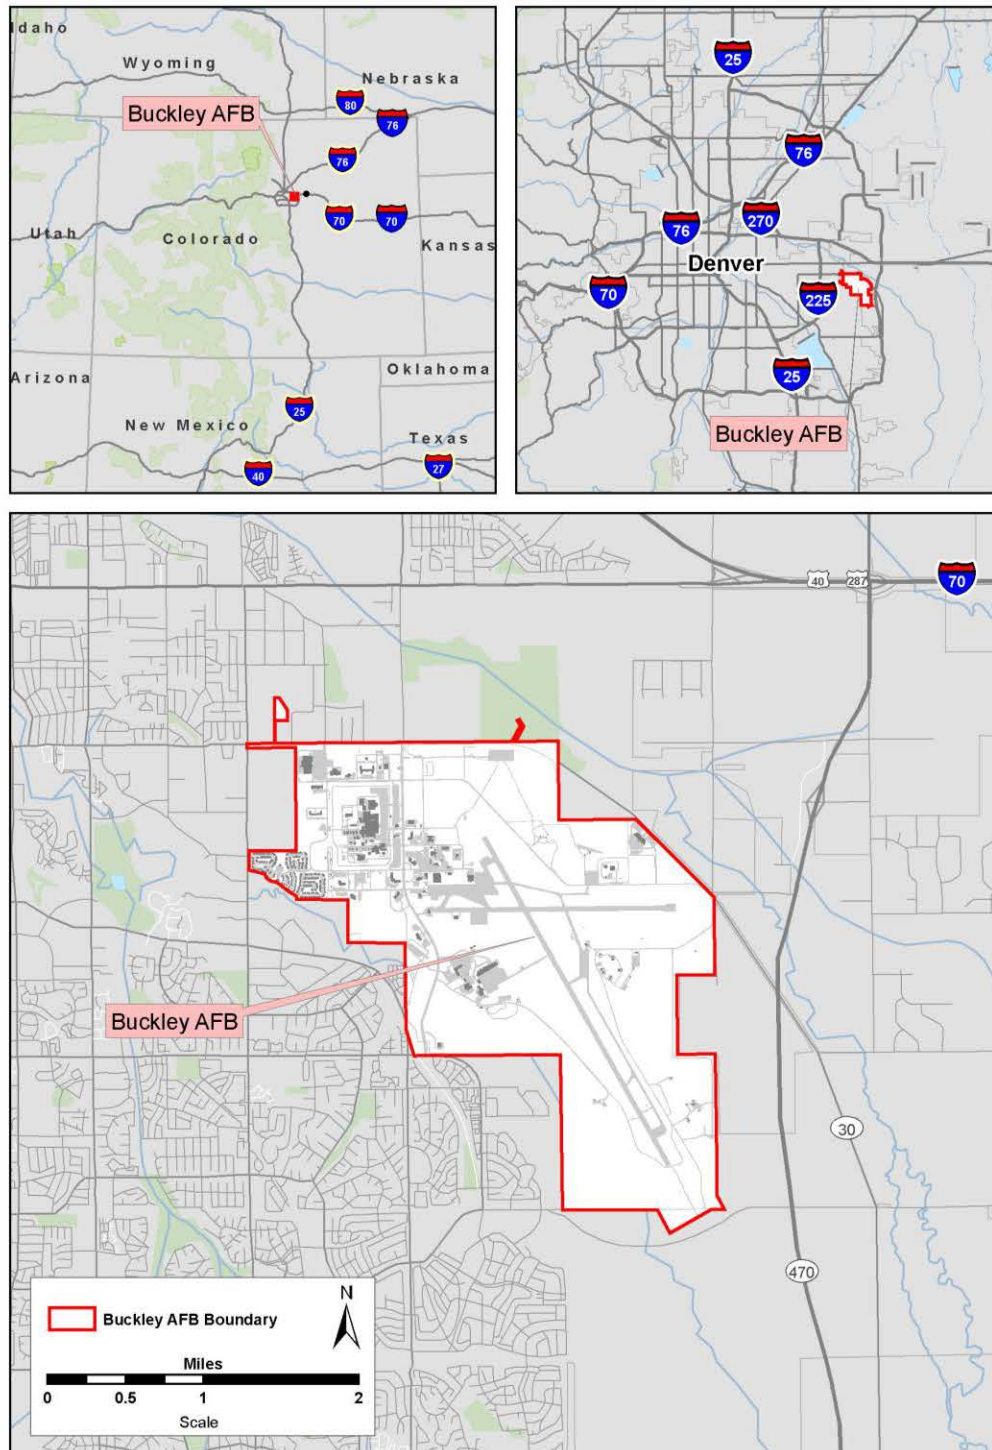 Idaho
Wyoming
Nebraska
80
76
Buckley AFB
76
70
70
Utah
Colorado
Kansas
Arizona
Oklahoma
25
New Mexico
Texas
40
27
25
76
76
270
Denver
70
225
25
Buckley AFB
40
287
70
Buckley AFB
30
470
N
Buckley AFB Boundary
Miles
0 0.5 1 2
Scale